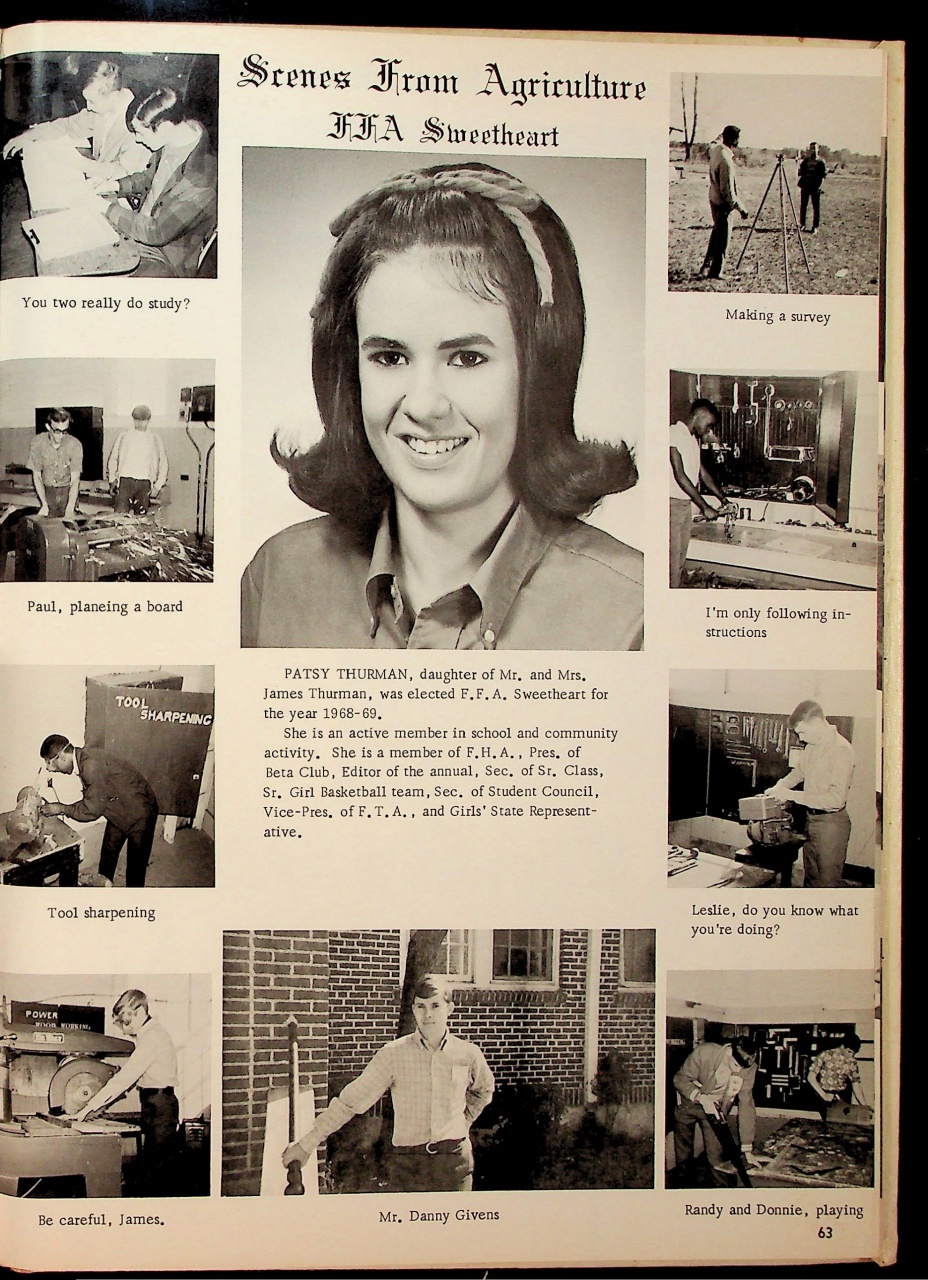 Scenes From Agriculture
FFA Sweetheart
You two really do study?
Making a survey
Paul, planeing a board
I'm only following in-
structions
PATSY THURMAN, daughter of Mr. and Mrs.
James Thurman, was elected F.F.A. Sweetheart for
the year 1968-69.
She is an active member in school and community
activity. She is a member of F.H.A., Pres. of
Beta Club, Editor of the annual, Sec. of Sr. Class,
Sr. Girl Basketball team, Sec. of Student Council,
Vice-Pres. of F.T.A., and Girls' State Represent-
ative.
TOOL
SHARPENING
Tool sharpening
Leslie, do you know what
you're doing?
POWER
WOOD WORKING
Be careful, James.
Mr. Danny Givens
Randy and Donnie, playing
63